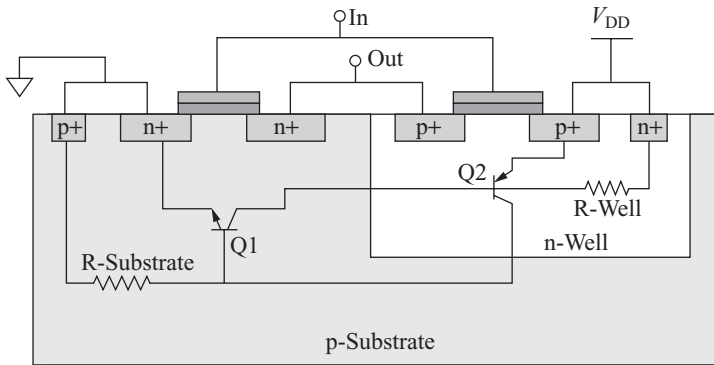 In
V_DD
Out
p+ n+ n+ p+ p+ n+
Q2
R-Well
Q1
n-Well
R-Substrate
p-Substrate